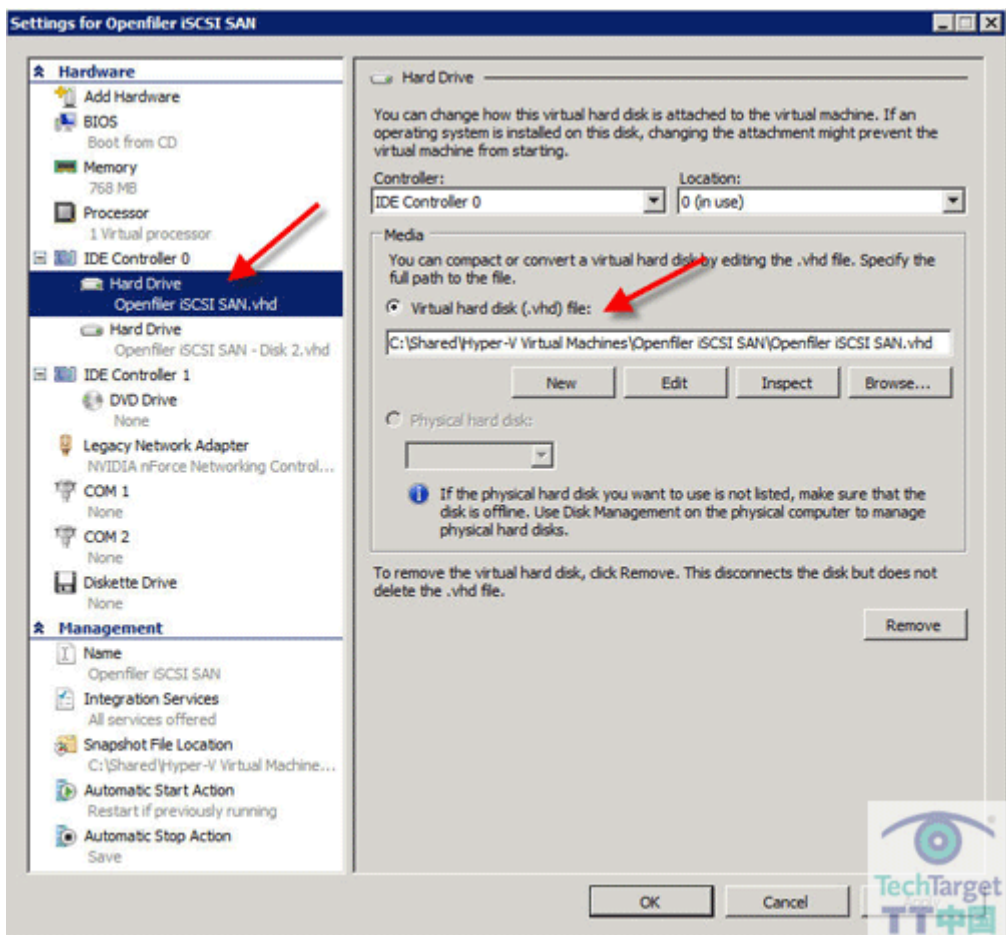 Settings for Openfiler iSCSI SAN
Hardware
Add Hardware
BIOS
Boot from CD
Memory
768 MB
Processor
1 Virtual processor
IDE Controller 0
Hard Drive
Openfiler iSCSI SAN.vhd
Hard Drive
Openfiler iSCSI SAN - Disk 2.vhd
IDE Controller 1
DVD Drive
None
Legacy Network Adapter
NVIDIA nForce Networking Control...
COM 1
None
COM 2
None
Diskette Drive
None
Management
Name
Openfiler iSCSI SAN
Integration Services
All services offered
Snapshot File Location
C:\Shared\Hyper-V Virtual Machine...
Automatic Start Action
Restart if previously running
Automatic Stop Action
Save
Hard Drive
You can change how this virtual hard disk is attached to the virtual machine. If an
operating system is installed on this disk, changing the attachment might prevent the
virtual machine from starting.
Controller:
Location:
IDE Controller 0
0 (in use)
Media
You can compact or convert a virtual hard disk by editing the .vhd file. Specify the
full path to the file.
Virtual hard disk (.vhd) file:
C:\Shared\Hyper-V Virtual Machines\Openfiler iSCSI SAN\Openfiler iSCSI SAN.vhd
New
Edit
Inspect
Browse...
Physical hard disk:
If the physical hard disk you want to use is not listed, make sure that the
disk is offline. Use Disk Management on the physical computer to manage
physical hard disks.
To remove the virtual hard disk, click Remove. This disconnects the disk but does not
delete the .vhd file.
Remove
OK
Cancel
Apply
TechTarget
TT中国